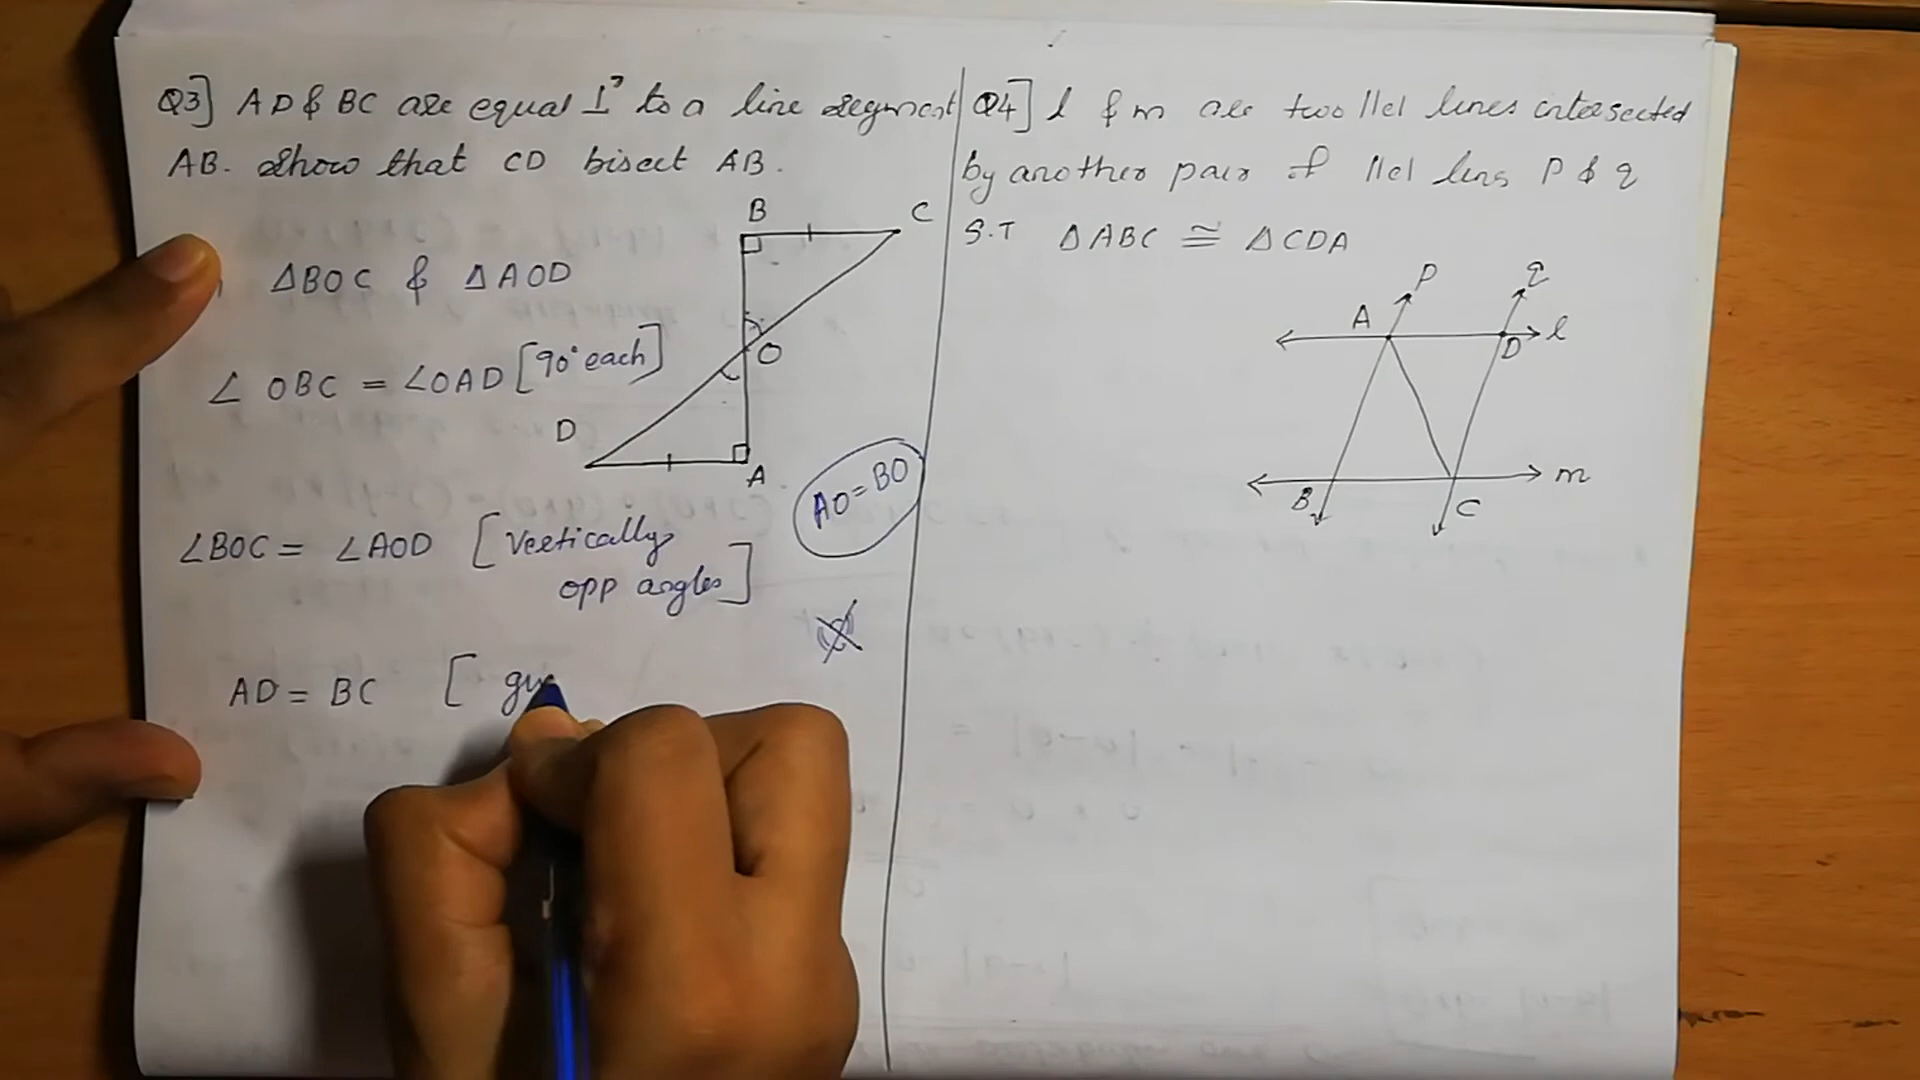 Q3] AD & BC are equal ⊥ʳ to a line segment
AB. Show that CD bisect AB.
ΔBOC & ΔAOD
∠ OBC = ∠OAD [90° each]
B
C
O
D
A
AO = BO
∠BOC = ∠AOD [Vertically
opp angles]
AD = BC [
Q4] l & m are two llel lines intersected
by another pair of llel lins P & q
S.T ΔABC ≅ ΔCDA
P
q
A
l
D
B
C
m